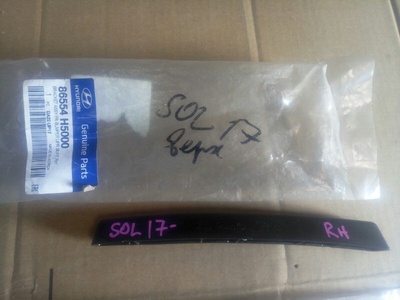 HYUNDAI
Genuine Parts
86554 H5000
SOL 17
верх
SOL 17-
RH